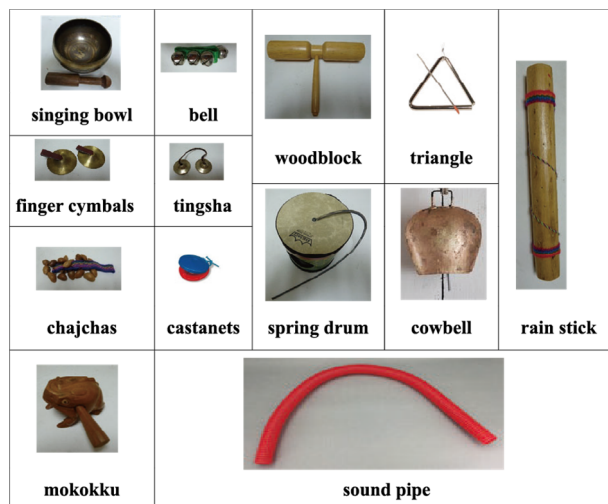 singing bowl
bell
woodblock
triangle
finger cymbals
tingsha
chajchas
castanets
spring drum
cowbell
rain stick
mokokku
sound pipe